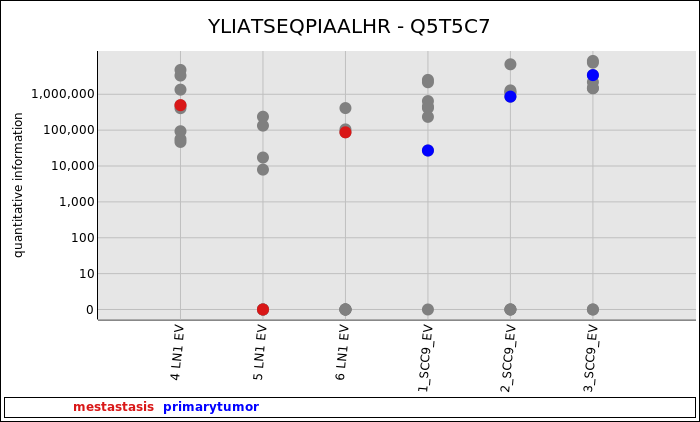 YLIATSEQPIAALHR - Q5T5C7
quantitative information
1,000,000
100,000
10,000
1,000
100
10
0
4 LN1 EV
5 LN1 EV
6 LN1 EV
1_SCC9_EV
2_SCC9_EV
3_SCC9_EV
mestastasis primarytumor